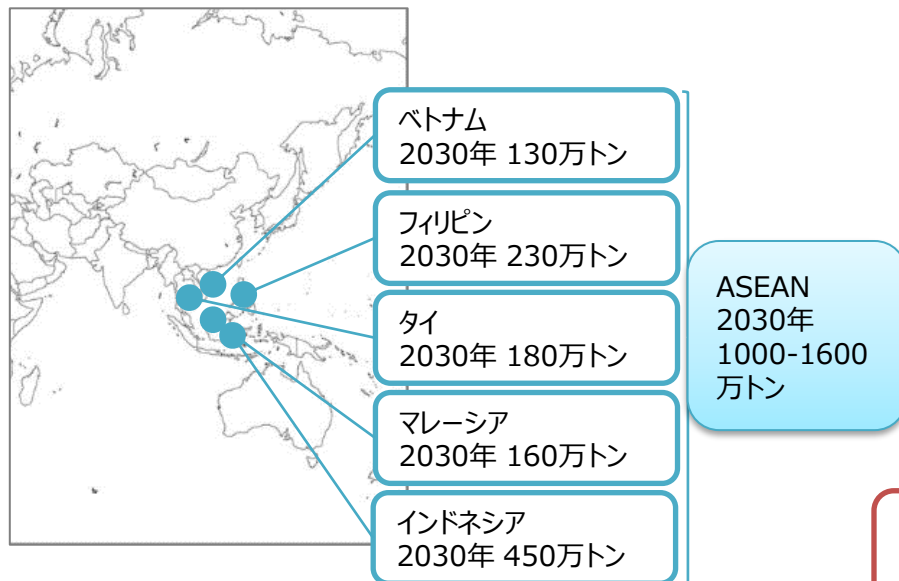 ベトナム
2030年 130万トン
フィリピン
2030年 230万トン
タイ
2030年 180万トン
マレーシア
2030年 160万トン
インドネシア
2030年 450万トン
ASEAN
2030年
1000-1600
万トン